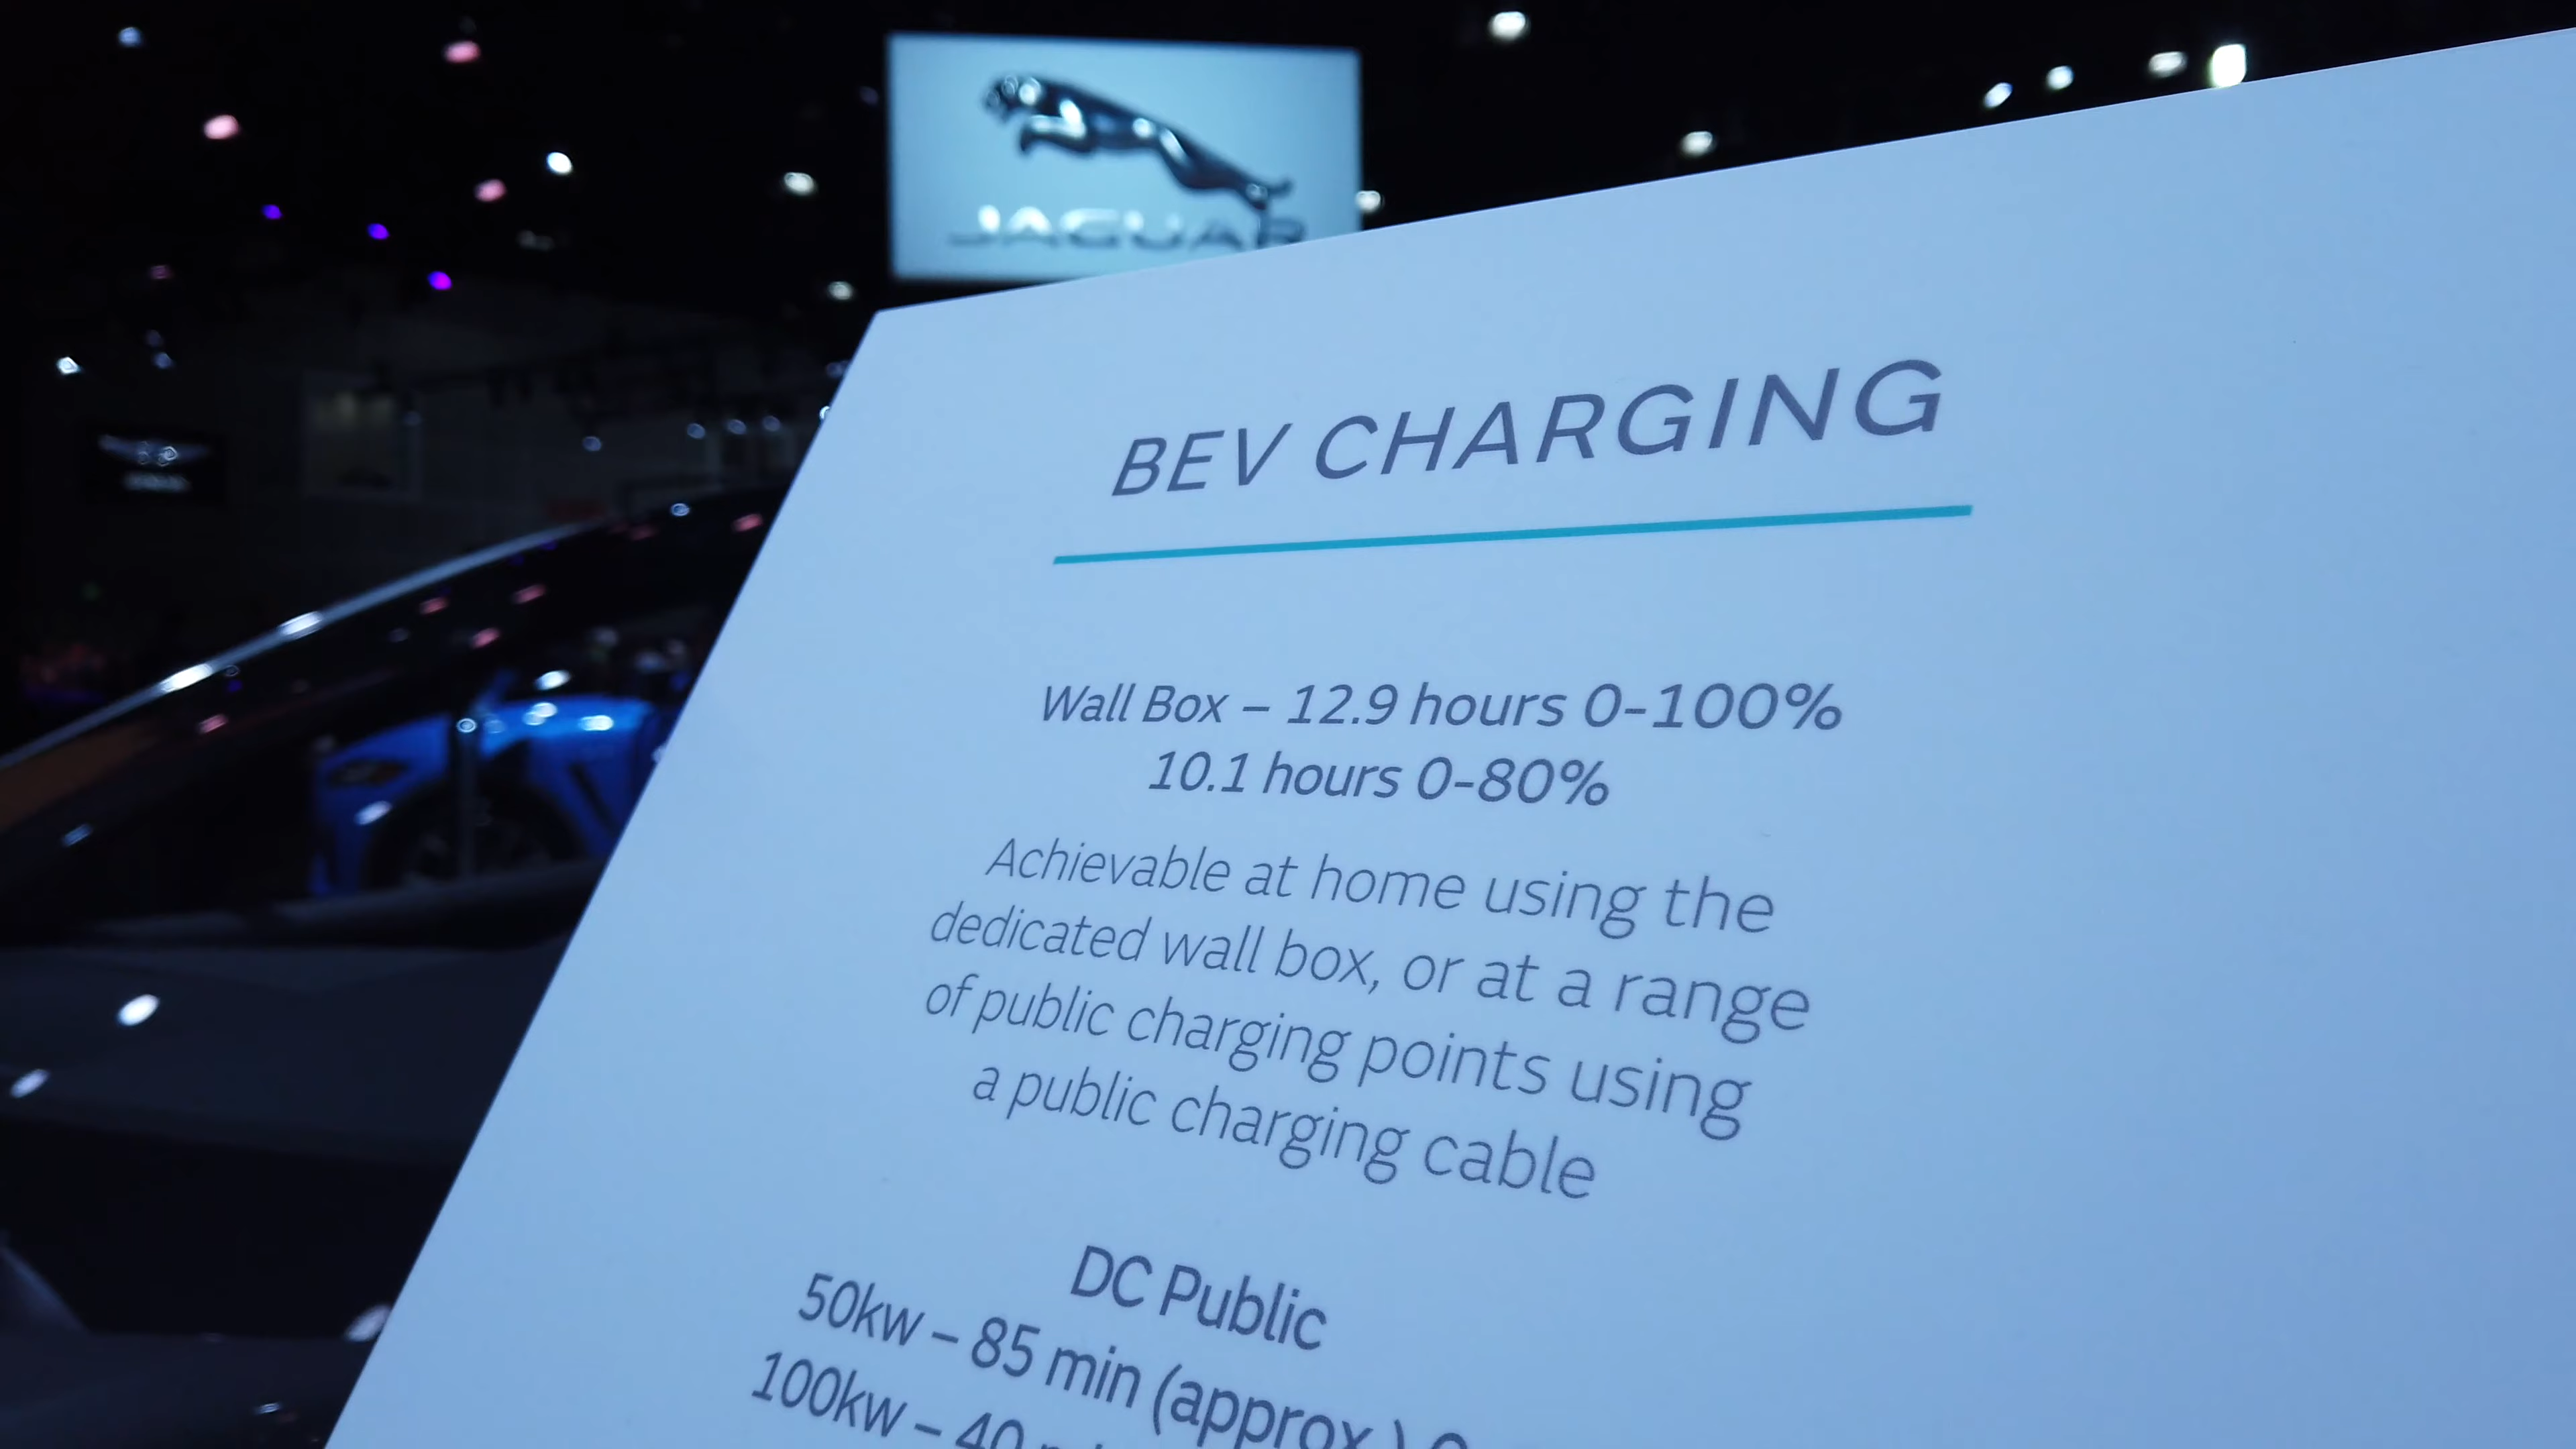 JAGUAR
BEV CHARGING
Wall Box – 12.9 hours 0-100%
10.1 hours 0-80%
Achievable at home using the
dedicated wall box, or at a range
of public charging points using
a public charging cable
DC Public
50kw – 85 min (approx.)
100kw – 40